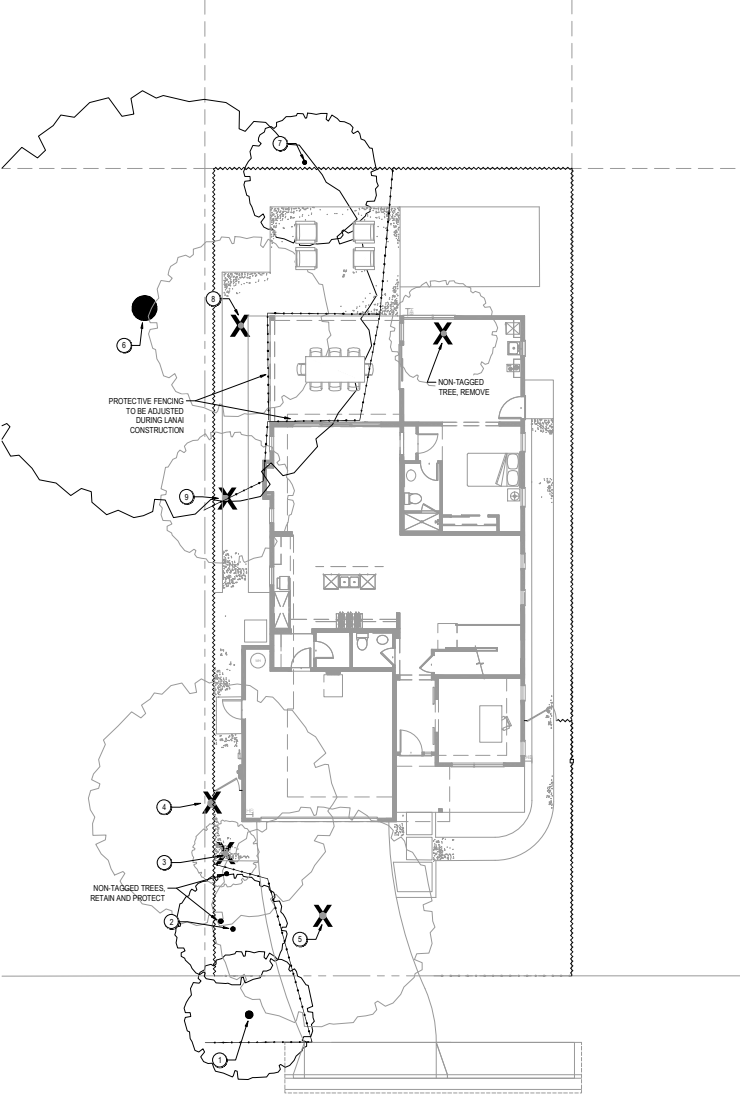 7
8
6
NON-TAGGED
TREE, REMOVE
PROTECTIVE FENCING
TO BE ADJUSTED
DURING LANAI
CONSTRUCTION
9
4
3
NON-TAGGED TREES,
RETAIN AND PROTECT
2
5
1